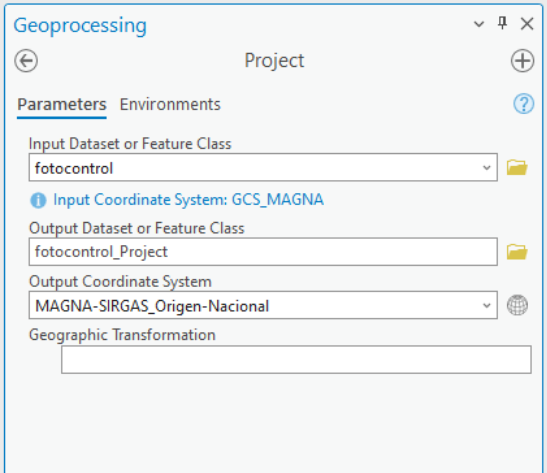 Geoprocessing
Project
Parameters Environments
Input Dataset or Feature Class
fotocontrol
Input Coordinate System: GCS_MAGNA
Output Dataset or Feature Class
fotocontrol_Project
Output Coordinate System
MAGNA-SIRGAS_Origen-Nacional
Geographic Transformation